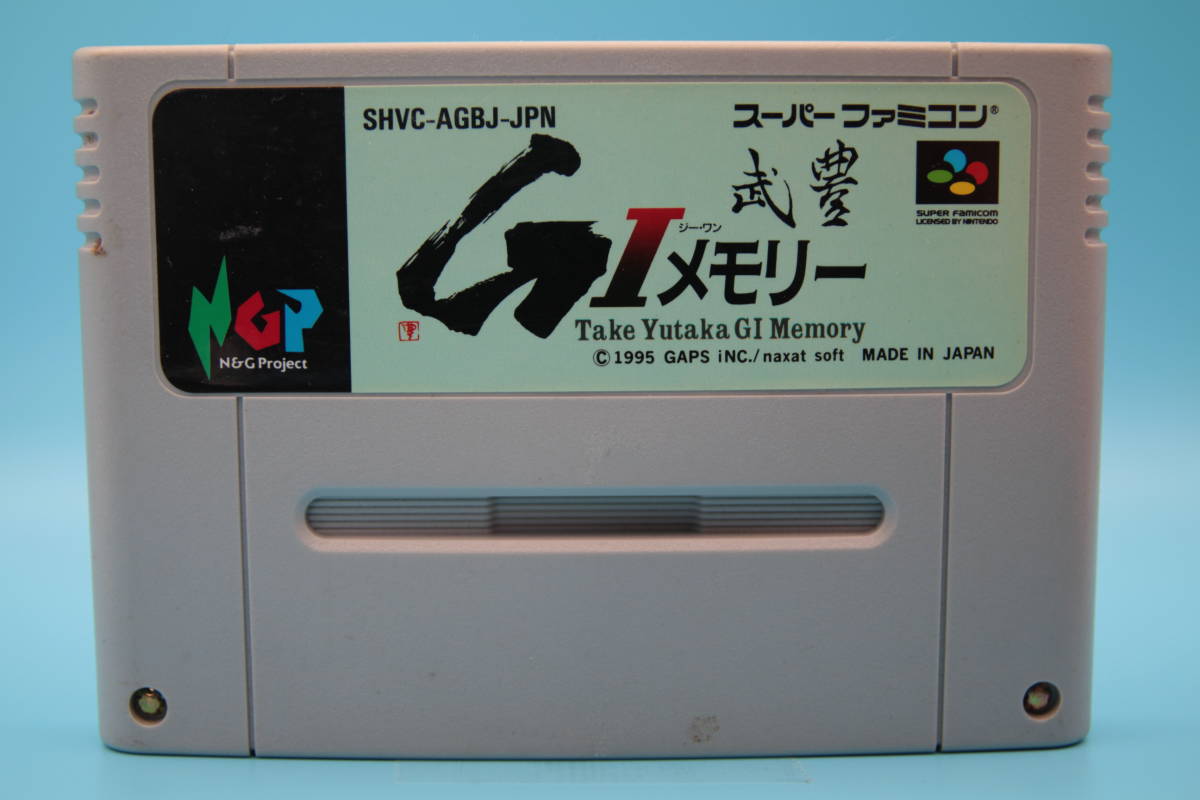 SHVC-AGBJ-JPN
スーパーファミコン®
武豊
SUPER FAMICOM
LICENSED BY NINTENDO
ジー・ワン
GIメモリー
Take Yutaka GI Memory
© 1995 GAPS iNC./naxat soft MADE IN JAPAN
NGP
N&G Project